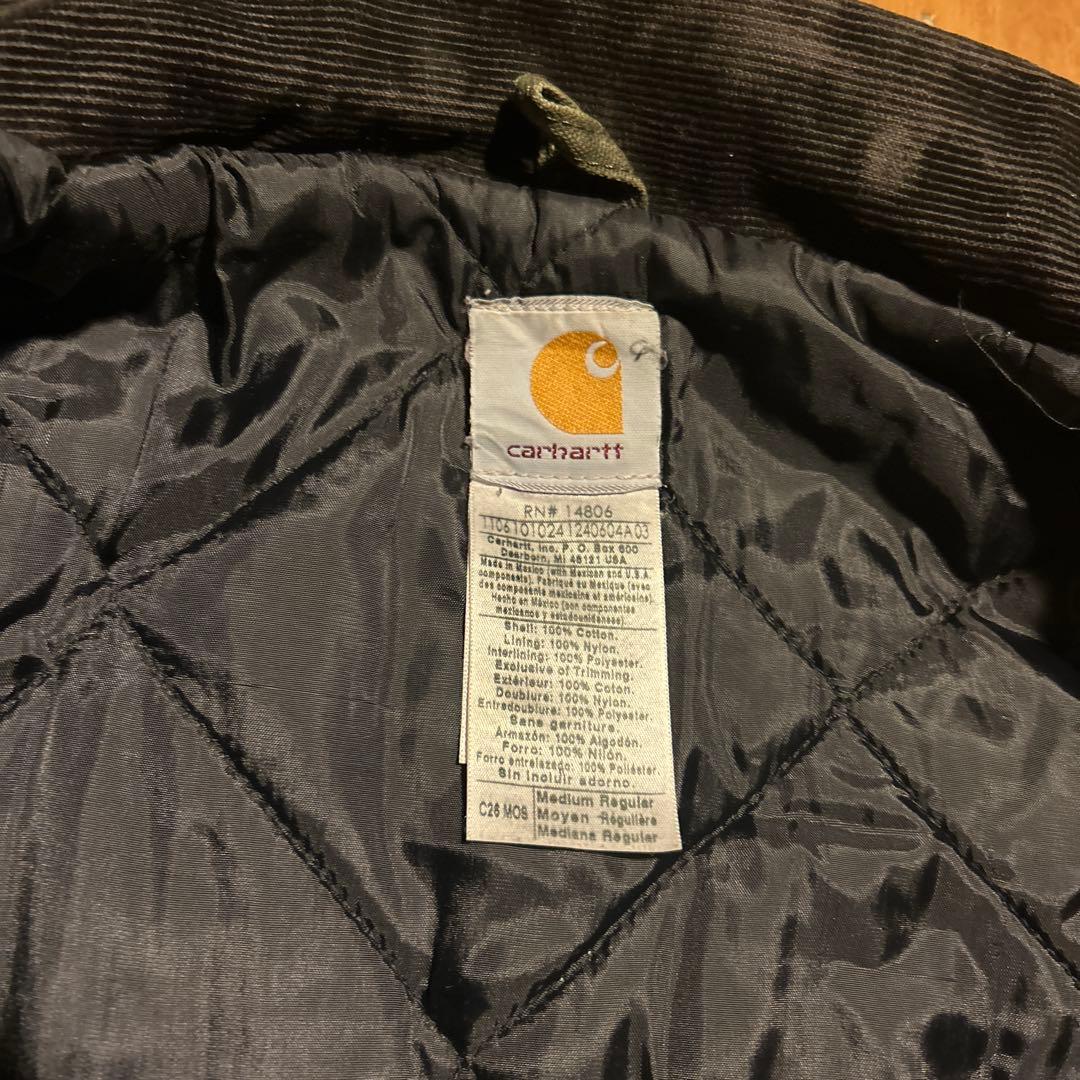 carhartt
RN# 14806
11061010241240604A03
Carhartt, Inc. P. O. Box 600
Dearborn, MI 48121 USA
Made in Mexico (with Mexican and U.S.A.
components). Fabriqué au Mexique (avec
des composants mexicains et américains).
Hecho en México (con componentes
mexicanos y estadounidenses).
Shell: 100% Cotton.
Lining: 100% Nylon.
Interlining: 100% Polyester.
Exclusive of Trimming.
Extérieur: 100% Coton.
Doublure: 100% Nylon.
Entredoublure: 100% Polyester.
Sans garniture.
Armazón: 100% Algodón.
Forro: 100% Nilón.
Forro entrelazado: 100% Poliéster.
Sin incluir adorno.
C26 MOS
Medium Regular
Moyen Régulière
Mediana Regular